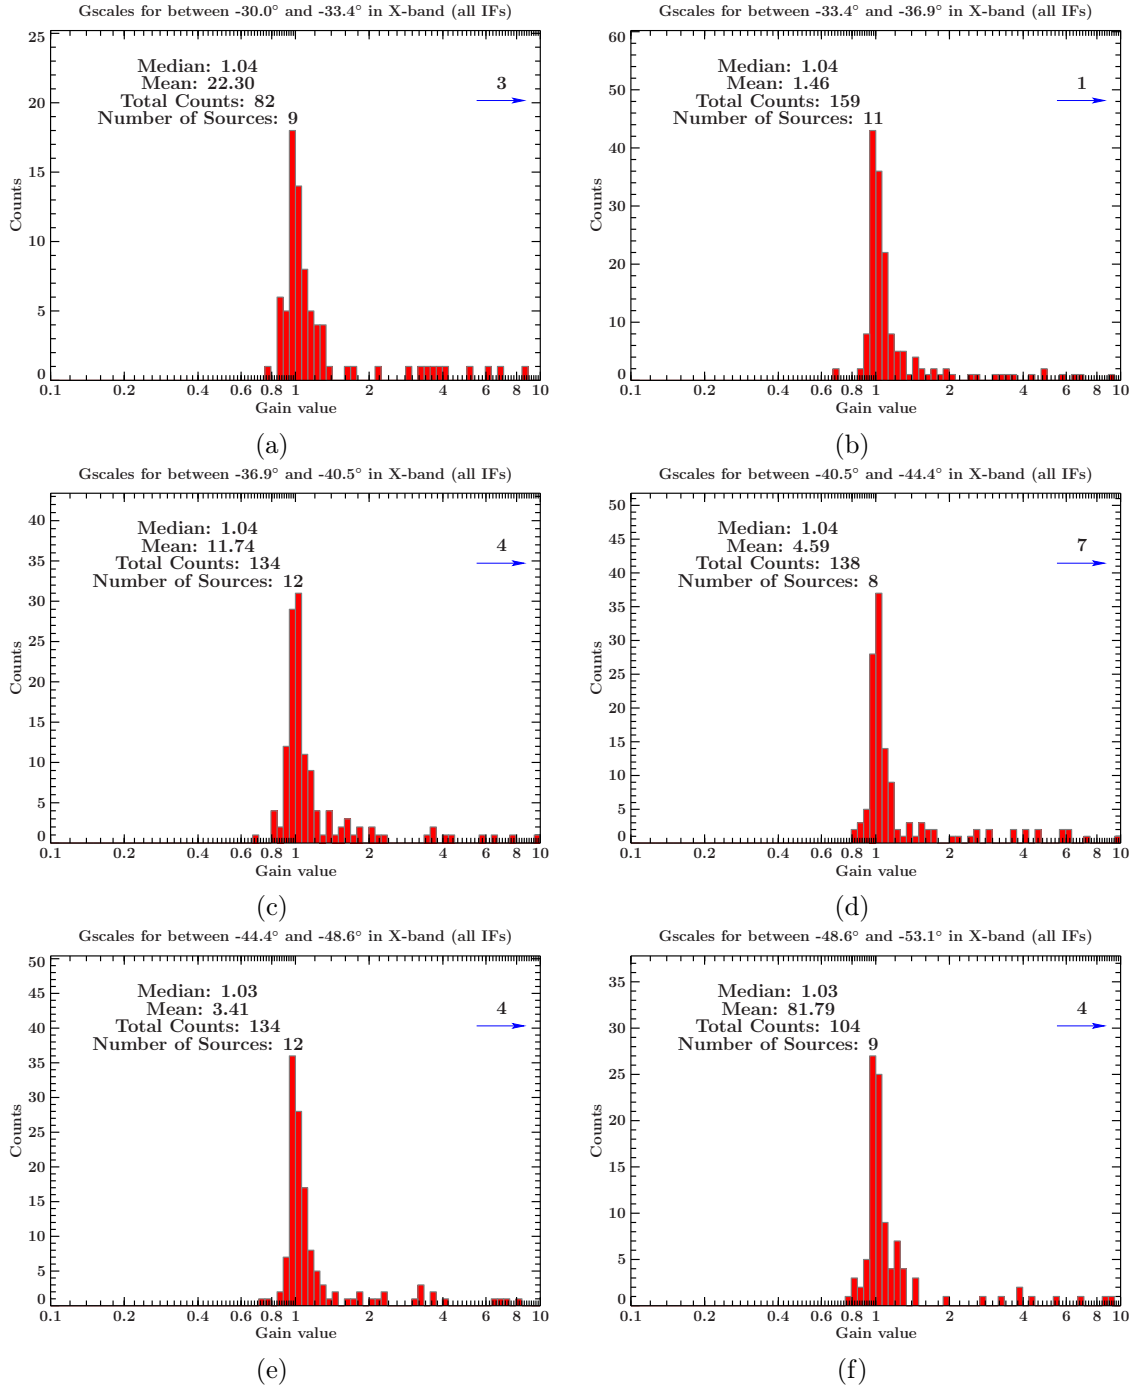 Gscales for between -30.0° and -33.4° in X-band (all IFs)
25
20
15
10
5
0
Counts
Median: 1.04
Mean: 22.30
Total Counts: 82
Number of Sources: 9
3
0.1 0.2 0.4 0.6 0.8 1 2 4 6 8 10
Gain value
(a)
Gscales for between -33.4° and -36.9° in X-band (all IFs)
60
50
40
30
20
10
0
Counts
Median: 1.04
Mean: 1.46
Total Counts: 159
Number of Sources: 11
1
0.1 0.2 0.4 0.6 0.8 1 2 4 6 8 10
Gain value
(b)
Gscales for between -36.9° and -40.5° in X-band (all IFs)
40
35
30
25
20
15
10
5
0
Counts
Median: 1.04
Mean: 11.74
Total Counts: 134
Number of Sources: 12
4
0.1 0.2 0.4 0.6 0.8 1 2 4 6 8 10
Gain value
(c)
Gscales for between -40.5° and -44.4° in X-band (all IFs)
50
45
40
35
30
25
20
15
10
5
0
Counts
Median: 1.04
Mean: 4.59
Total Counts: 138
Number of Sources: 8
7
0.1 0.2 0.4 0.6 0.8 1 2 4 6 8 10
Gain value
(d)
Gscales for between -44.4° and -48.6° in X-band (all IFs)
50
45
40
35
30
25
20
15
10
5
0
Counts
Median: 1.03
Mean: 3.41
Total Counts: 134
Number of Sources: 12
4
0.1 0.2 0.4 0.6 0.8 1 2 4 6 8 10
Gain value
(e)
Gscales for between -48.6° and -53.1° in X-band (all IFs)
35
30
25
20
15
10
5
0
Counts
Median: 1.03
Mean: 81.79
Total Counts: 104
Number of Sources: 9
4
0.1 0.2 0.4 0.6 0.8 1 2 4 6 8 10
Gain value
(f)